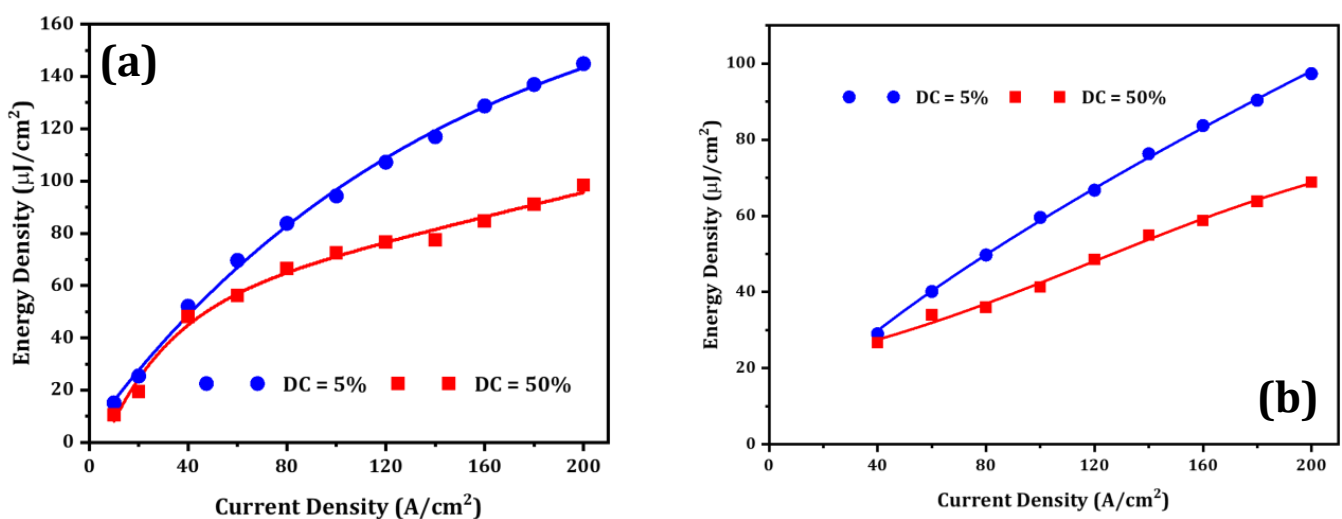 (a)
Energy Density (μJ/cm²)
160
140
120
100
80
60
40
20
0
DC = 5% DC = 50%
0 40 80 120 160 200
Current Density (A/cm²)
(b)
Energy Density (μJ/cm²)
100
80
60
40
20
0
DC = 5% DC = 50%
0 40 80 120 160 200
Current Density (A/cm²)